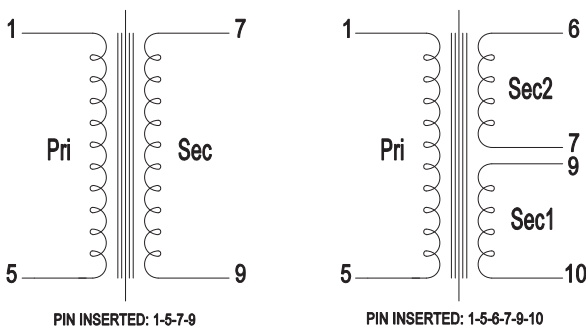 1
7
Pri
Sec
5
9
PIN INSERTED: 1-5-7-9
1
6
Sec2
7
Pri
9
Sec1
5
10
PIN INSERTED: 1-5-6-7-9-10